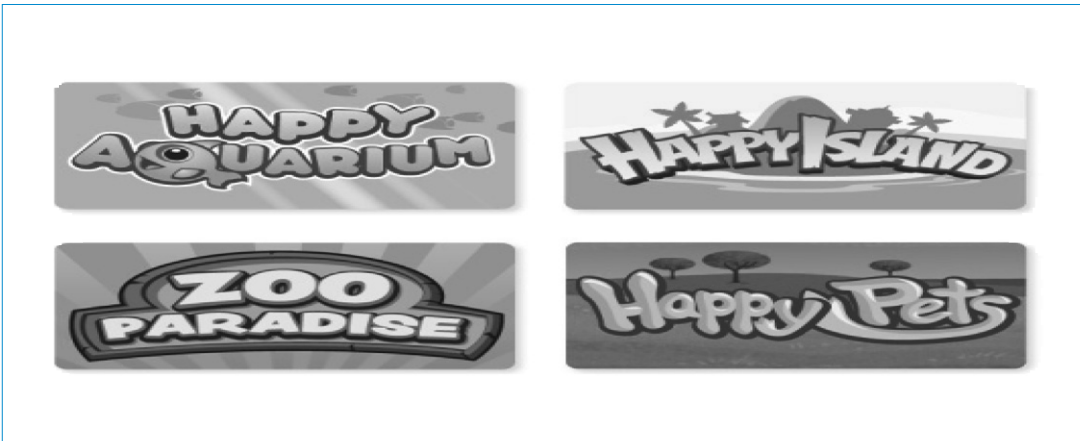 HAPPY
AQUARIUM
HAPPY ISLAND
ZOO
PARADISE
Happy Pets